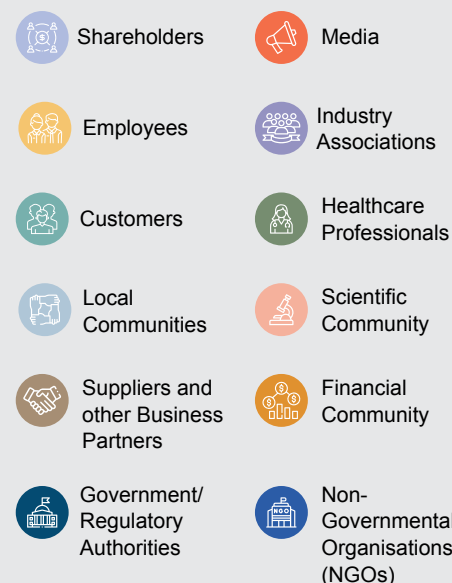 Shareholders
Employees
Customers
Local
Communities
Suppliers and
other Business
Partners
Government/
Regulatory
Authorities
Media
Industry
Associations
Healthcare
Professionals
Scientific
Community
Financial
Community
NGO
Non-
Governmental
Organisations
(NGOs)